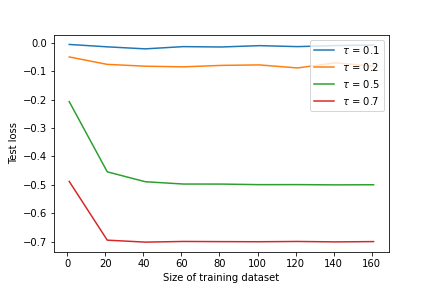 0.0
−0.1
−0.2
−0.3
−0.4
−0.5
−0.6
−0.7
Test loss
0 20 40 60 80 100 120 140 160
Size of training dataset
τ = 0.1
τ = 0.2
τ = 0.5
τ = 0.7